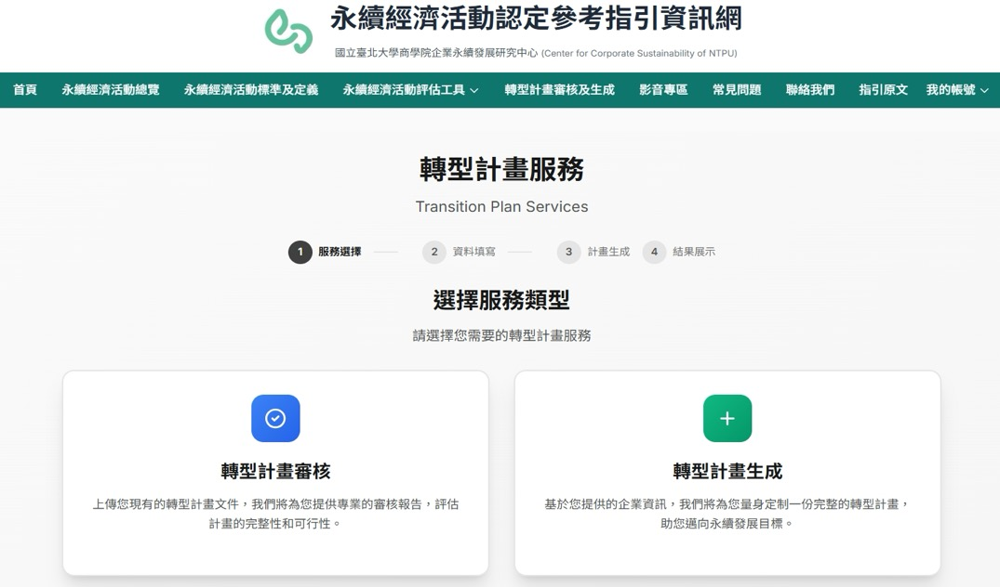 永續經濟活動認定參考指引資訊網
國立臺北大學商學院企業永續發展研究中心 (Center for Corporate Sustainability of NTPU)
首頁 永續經濟活動總覽 永續經濟活動標準及定義 永續經濟活動評估工具 轉型計畫審核及生成 影音專區 常見問題 聯絡我們 指引原文 我的帳號
轉型計畫服務
Transition Plan Services
1 服務選擇 2 資料填寫 3 計畫生成 4 結果展示
選擇服務類型
請選擇您需要的轉型計畫服務
轉型計畫審核
上傳您現有的轉型計畫文件，我們將為您提供專業的審核報告，評估
計畫的完整性和可行性。
轉型計畫生成
基於您提供的企業資訊，我們將為您量身定制一份完整的轉型計畫，
助您邁向永續發展目標。